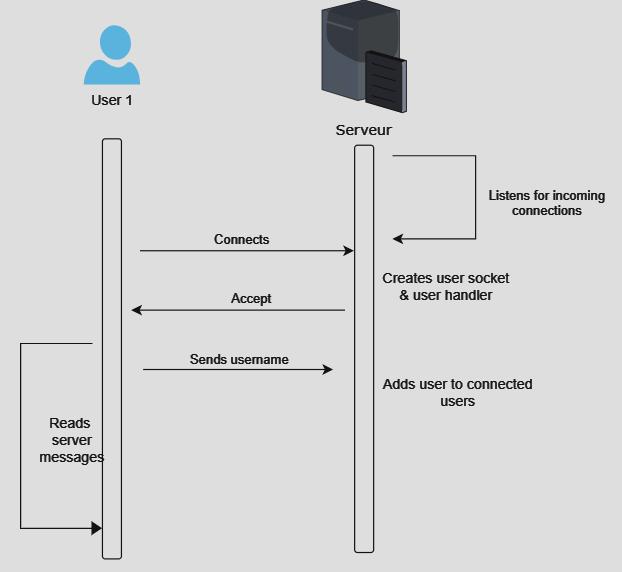 User 1
Serveur
Listens for incoming
connections
Connects
Creates user socket
& user handler
Accept
Sends username
Adds user to connected
users
Reads
server
messages